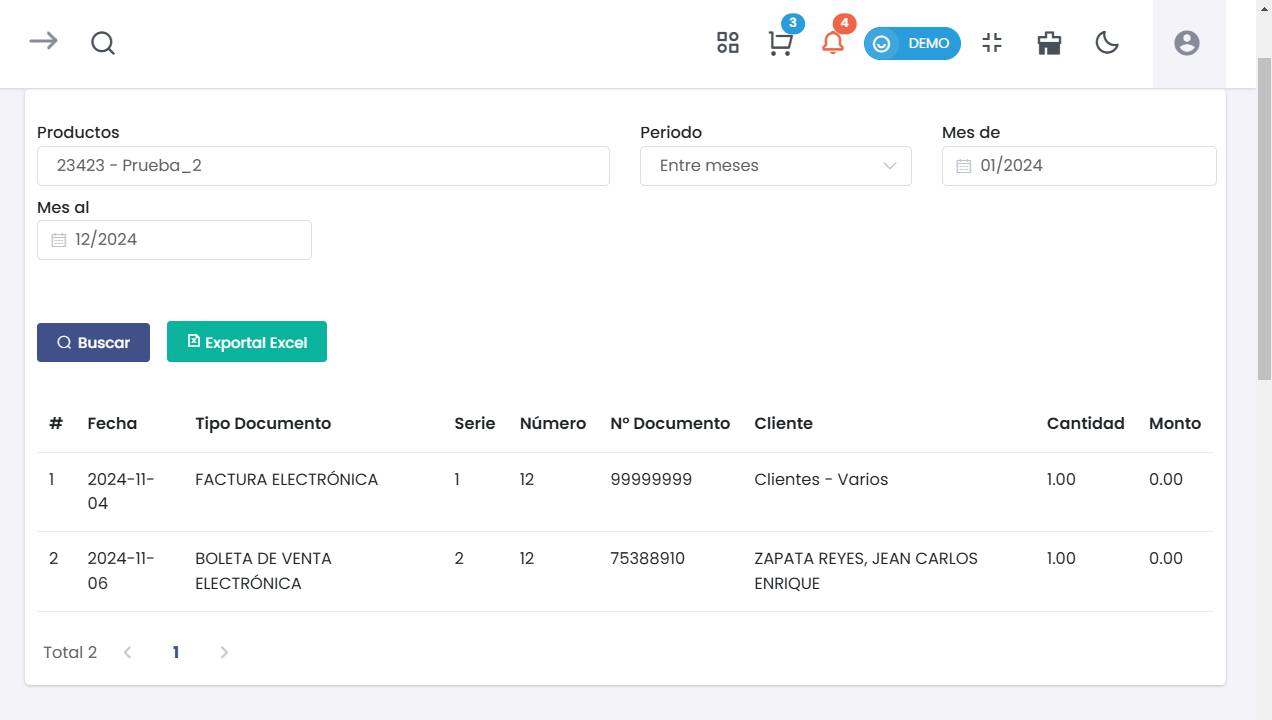 3
4
DEMO
Productos
Periodo
Mes de
23423 - Prueba_2
Entre meses
01/2024
Mes al
12/2024
Buscar
Exportal Excel
# Fecha Tipo Documento Serie Número N° Documento Cliente Cantidad Monto
1 2024-11- FACTURA ELECTRÓNICA 1 12 99999999 Clientes - Varios 1.00 0.00
04
2 2024-11- BOLETA DE VENTA 2 12 75388910 ZAPATA REYES, JEAN CARLOS 1.00 0.00
06 ELECTRÓNICA ENRIQUE
Total 2 1